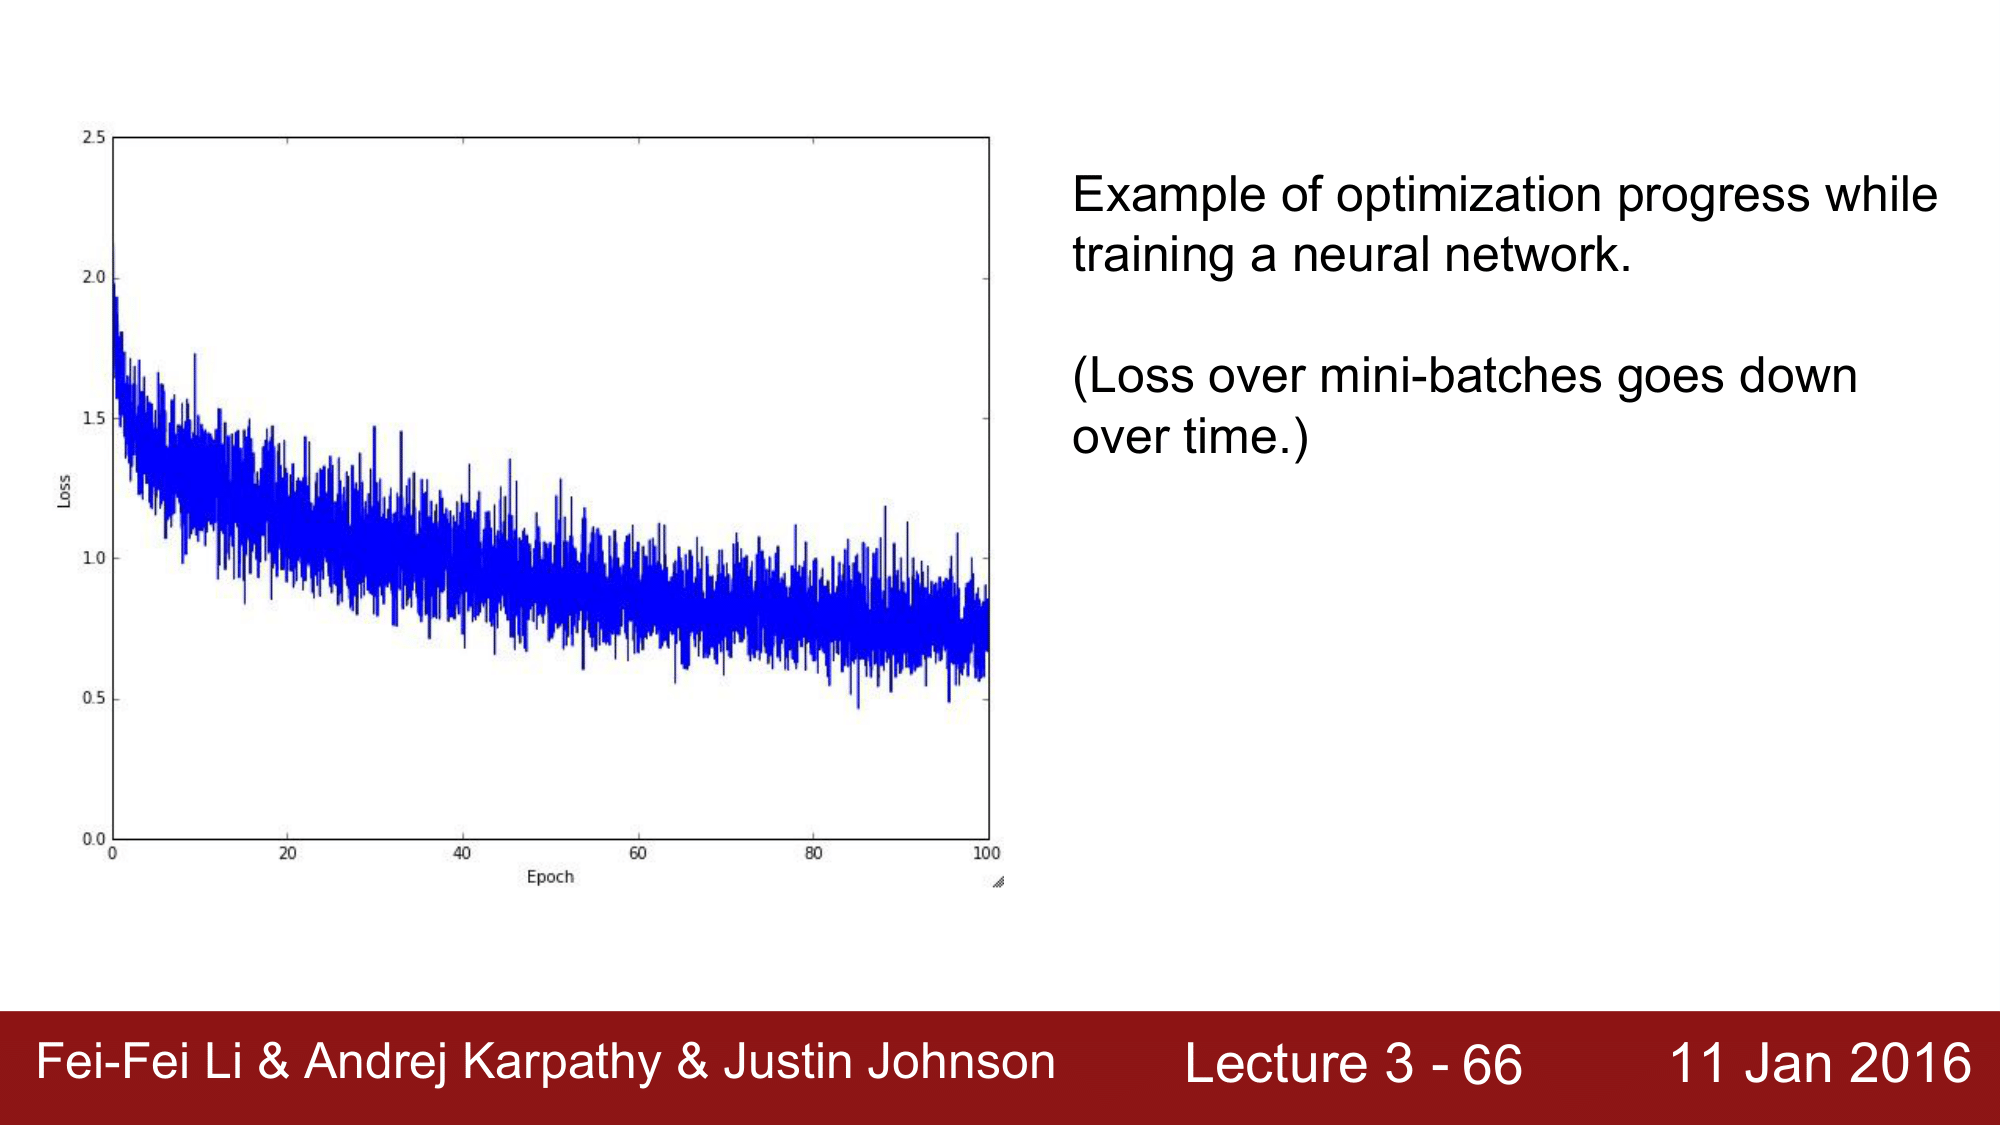 2.5
2.0
1.5
1.0
0.5
0.0
Loss
0 20 40 60 80 100
Epoch
Example of optimization progress while
training a neural network.
(Loss over mini-batches goes down
over time.)
Fei-Fei Li & Andrej Karpathy & Justin Johnson Lecture 3 - 66 11 Jan 2016